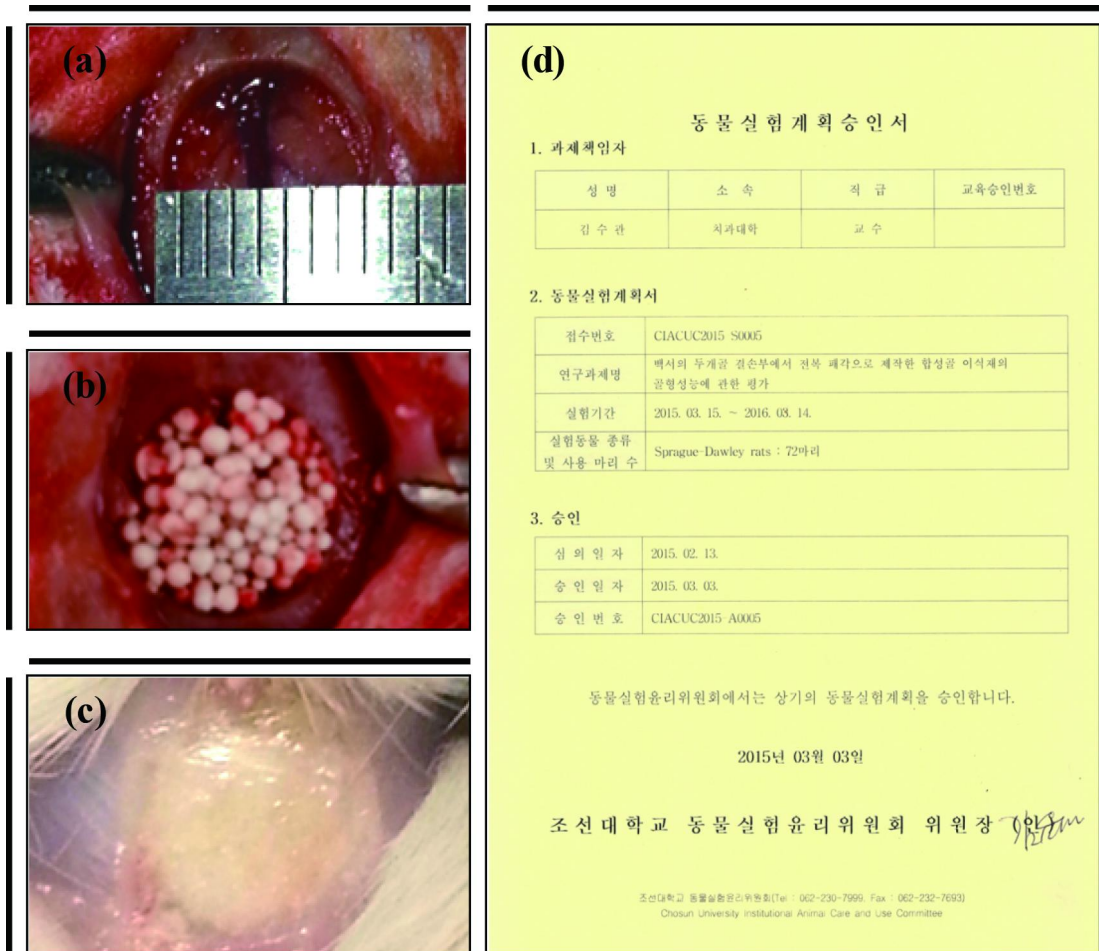 (a)
(b)
(c)
(d)
동물실험계획승인서
1. 과제책임자
성 명 소 속 직 급 교육승인번호
김 수 관 치과대학 교 수
2. 동물실험계획서
접수번호 CIACUC2015 S0005
연구과제명 백서의 두개골 결손부에서 전복 패각으로 제작한 합성골 이식재의
골형성능에 관한 평가
실험기간 2015. 03. 15. ~ 2016. 03. 14.
실험동물 종류
및 사용 마리 수 Sprague-Dawley rats : 72마리
3. 승인
심 의 일 자 2015. 02. 13.
승 인 일 자 2015. 03. 03.
승 인 번 호 CIACUC2015-A0005
동물실험윤리위원회에서는 상기의 동물실험계획을 승인합니다.
2015년 03월 03일
조선대학교 동물실험윤리위원회 위원장
조선대학교 동물실험윤리위원회(Tel : 062-230-7999, Fax : 062-232-7693)
Chosun University Institutional Animal Care and Use Committee